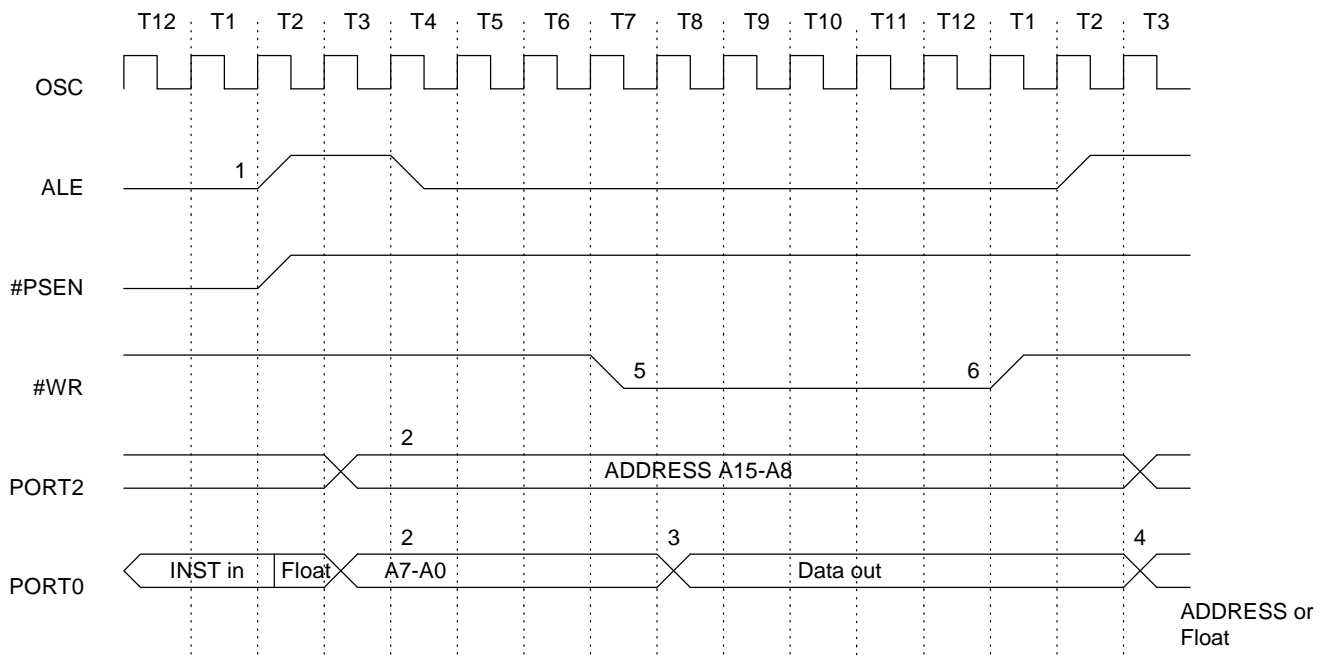 T12 T1 T2 T3 T4 T5 T6 T7 T8 T9 T10 T11 T12 T1 T2 T3
OSC
1
ALE
#PSEN
5 6
#WR
2
ADDRESS A15-A8
PORT2
2 3 4
INST in Float A7-A0 Data out
PORT0
ADDRESS or
Float